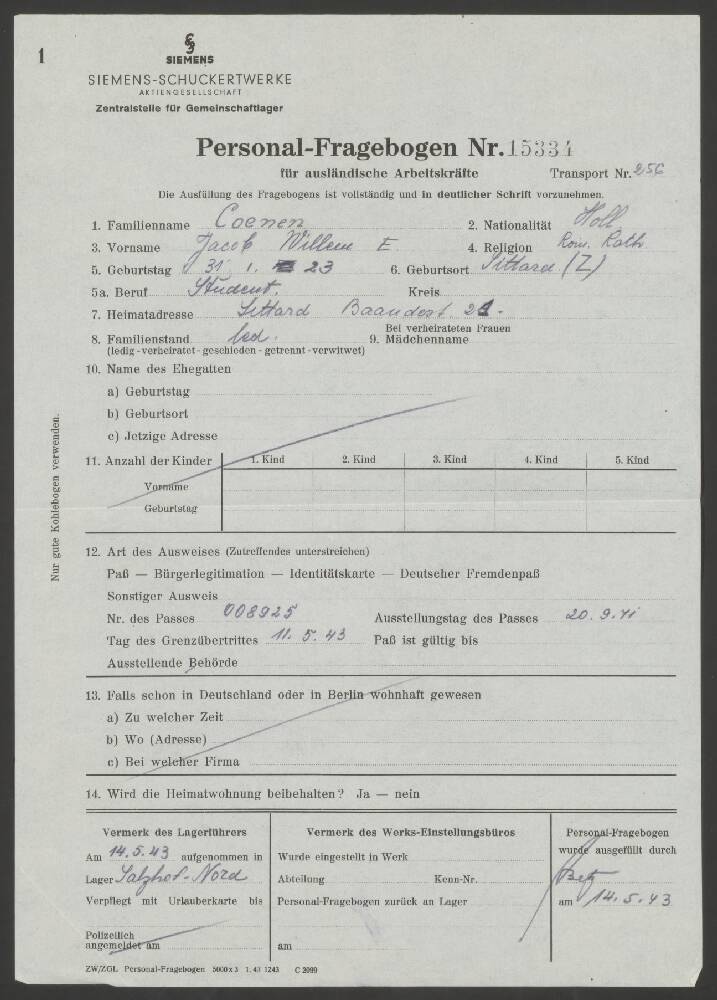 1
SIEMENS
SIEMENS-SCHUCKERTWERKE
AKTIENGESELLSCHAFT
Zentralstelle für Gemeinschaftlager
Personal-Fragebogen Nr. 15334
für ausländische Arbeitskräfte Transport Nr. 256
Die Ausfüllung des Fragebogens ist vollständig und in deutlicher Schrift vorzunehmen.
1. Familienname Coenen 2. Nationalität Holl
3. Vorname Jacob Willem E 4. Religion Röm. Kath.
5. Geburtstag 31. 1. 23 6. Geburtsort Sittard (Z)
5a. Beruf Student. Kreis
7. Heimatadresse Sittard 21.
8. Familienstand led. Bei verheirateten Frauen
9. Mädchenname
(ledig - verheiratet - geschieden - getrennt - verwitwet)
10. Name des Ehegatten
a) Geburtstag
b) Geburtsort
c) Jetzige Adresse
11. Anzahl der Kinder 1. Kind 2. Kind 3. Kind 4. Kind 5. Kind
Vorname
Geburtstag
12. Art des Ausweises (Zutreffendes unterstreichen)
Paß — Bürgerlegitimation — Identitätskarte — Deutscher Fremdenpaß
Sonstiger Ausweis
Nr. des Passes 008925 Ausstellungstag des Passes 20. 9. 41
Tag des Grenzübertrittes 11. 5. 43 Paß ist gültig bis
Ausstellende Behörde
13. Falls schon in Deutschland oder in Berlin wohnhaft gewesen
a) Zu welcher Zeit
b) Wo (Adresse)
c) Bei welcher Firma
14. Wird die Heimatwohnung beibehalten? Ja — nein
Vermerk des Lagerführers
Am 14. 5. 43 aufgenommen in
Lager Salzhof-Nord
Verpflegt mit Urlauberkarte bis
Polizeilich
angemeldet am
Vermerk des Werks-Einstellungsbüros
Wurde eingestellt in Werk
Abteilung Kenn-Nr.
Personal-Fragebogen zurück an Lager
am
Personal-Fragebogen
wurde ausgefüllt durch
am 14. 5. 43
ZW/ZGL Personal-Fragebogen 5000x3 1. 43 1243 C 2099
Nur gute Kohlebogen verwenden.